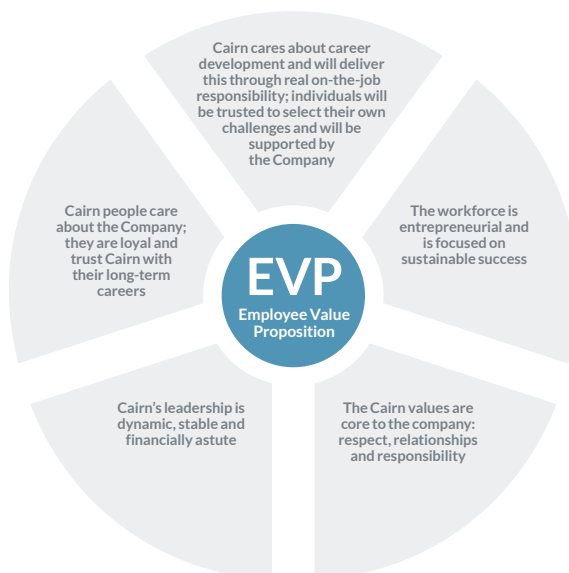 Cairn cares about career
development and will deliver
this through real on-the-job
responsibility; individuals will
be trusted to select their own
challenges and will be
supported by
the Company
Cairn people care
about the Company;
they are loyal and
trust Cairn with
their long-term
careers
The workforce is
entrepreneurial and
is focused on
sustainable success
EVP
Employee Value
Proposition
Cairn’s leadership is
dynamic, stable and
financially astute
The Cairn values are
core to the company:
respect, relationships
and responsibility